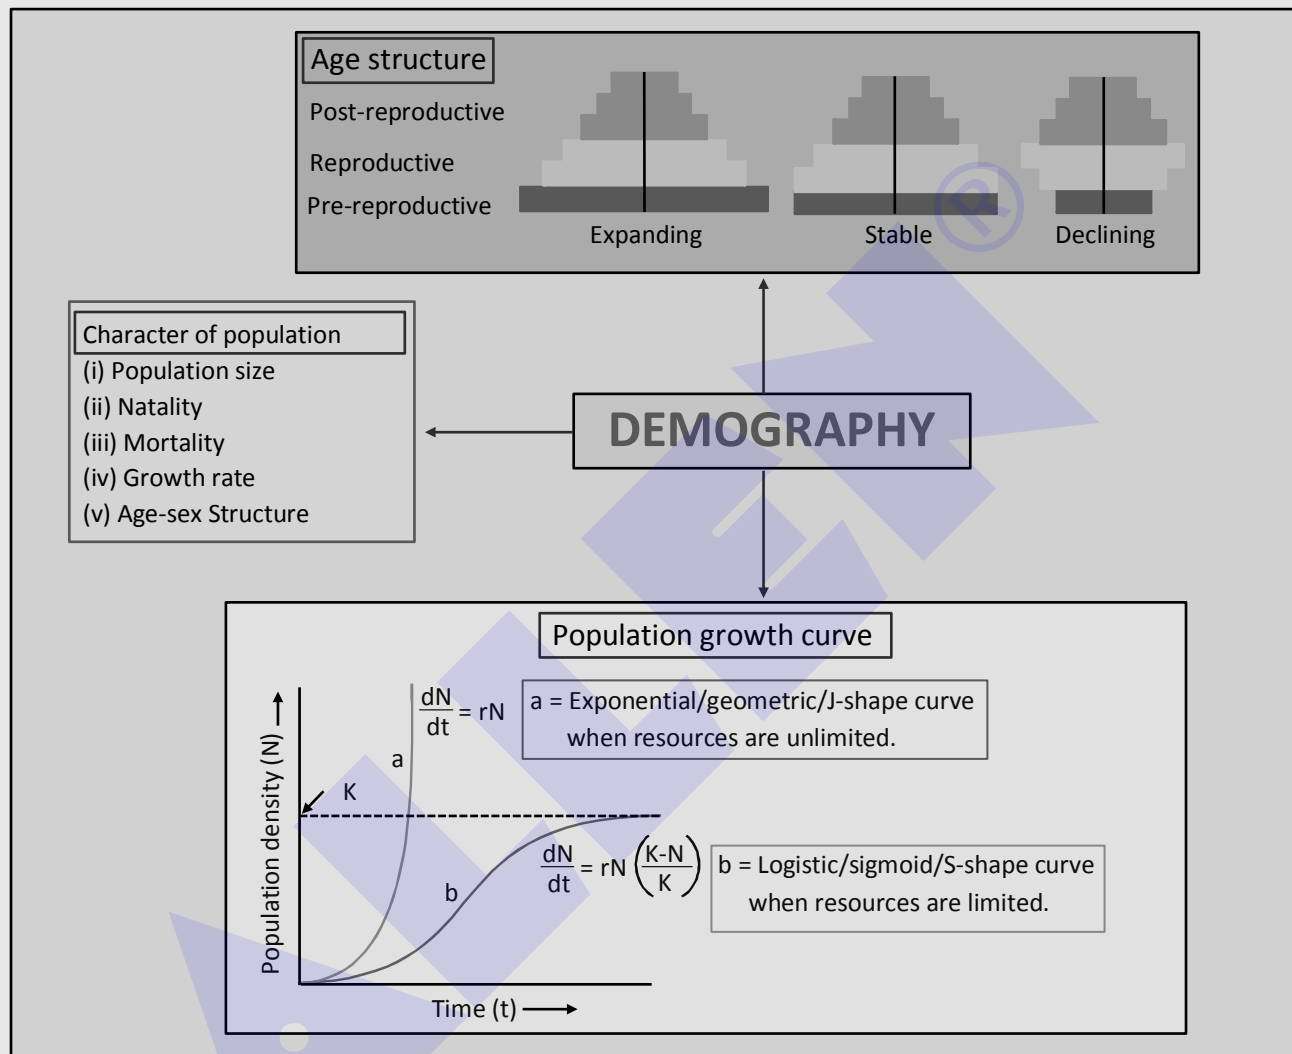 Age structure
Post-reproductive
Reproductive
Pre-reproductive
Expanding Stable Declining
Character of population
(i) Population size
(ii) Natality
(iii) Mortality
(iv) Growth rate
(v) Age-sex Structure
DEMOGRAPHY
Population growth curve
dN/dt = rN
a = Exponential/geometric/J-shape curve
when resources are unlimited.
a
K
Population density (N)
dN/dt = rN (K-N/K)
b = Logistic/sigmoid/S-shape curve
when resources are limited.
b
Time (t)
ALLEN
®